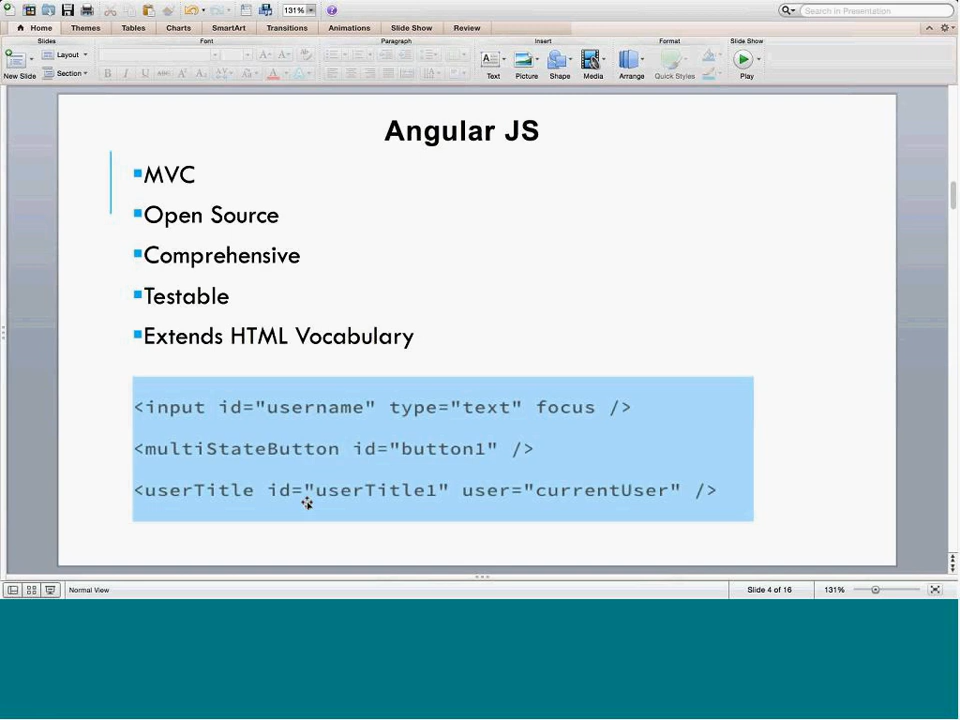 131%
Search in Presentation
Home Themes Tables Charts SmartArt Transitions Animations Slide Show Review
Slides Font Paragraph Insert Format Slide Show
New Slide Layout Section Text Picture Shape Media Arrange Quick Styles Play
Angular JS
MVC
Open Source
Comprehensive
Testable
Extends HTML Vocabulary
<input id="username" type="text" focus />
<multiStateButton id="button1" />
<userTitle id="userTitle1" user="currentUser" />
Normal View Slide 4 of 16 131%